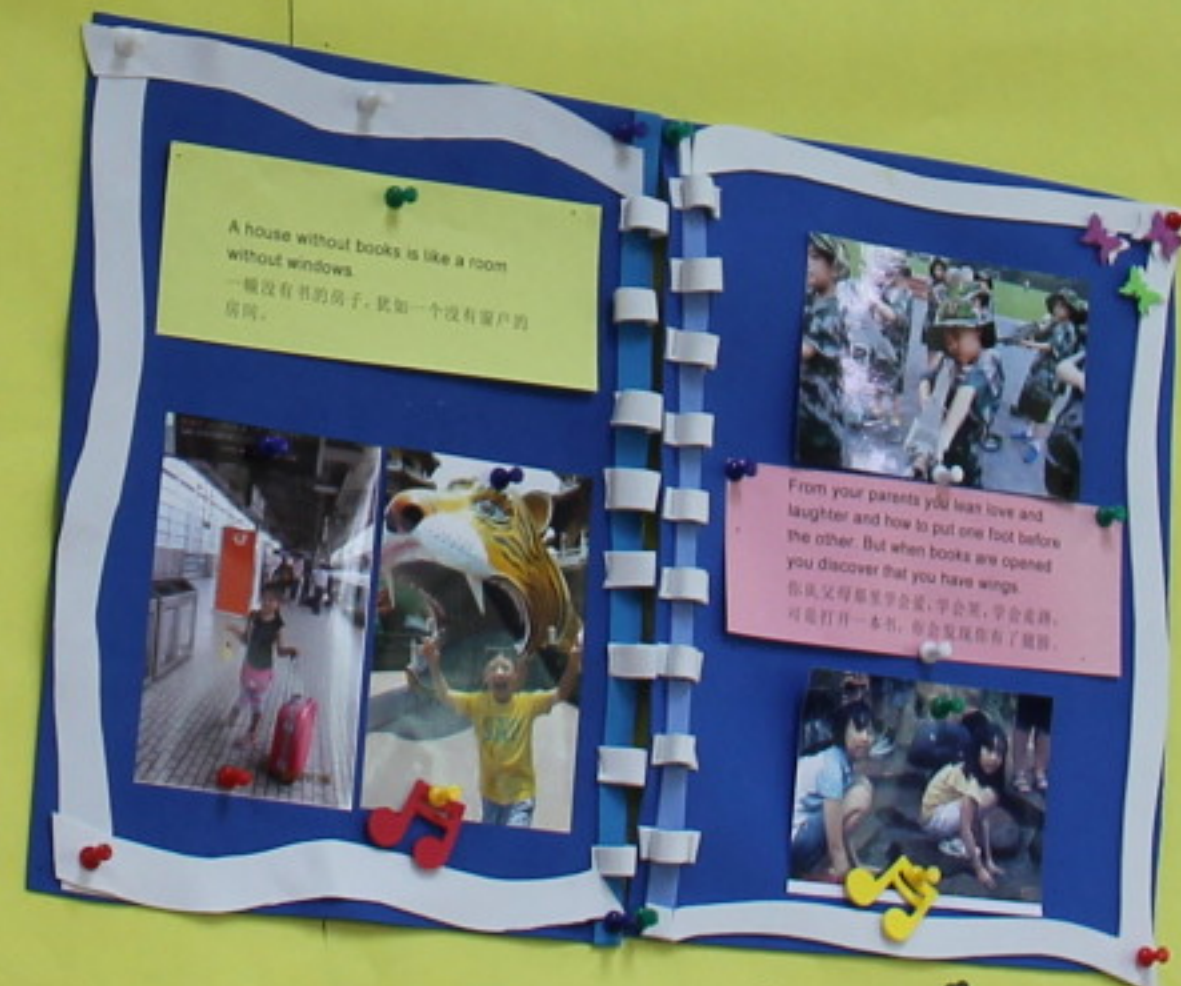 A house without books is like a room
without windows.
一幢没有书的房子，犹如一个没有窗户的
房间。
From your parents you lean love and
laughter and how to put one foot before
the other. But when books are opened
you discover that you have wings.
你从父母那里学会爱，学会笑，学会走路。
可是打开一本书，你会发现你有了翅膀。